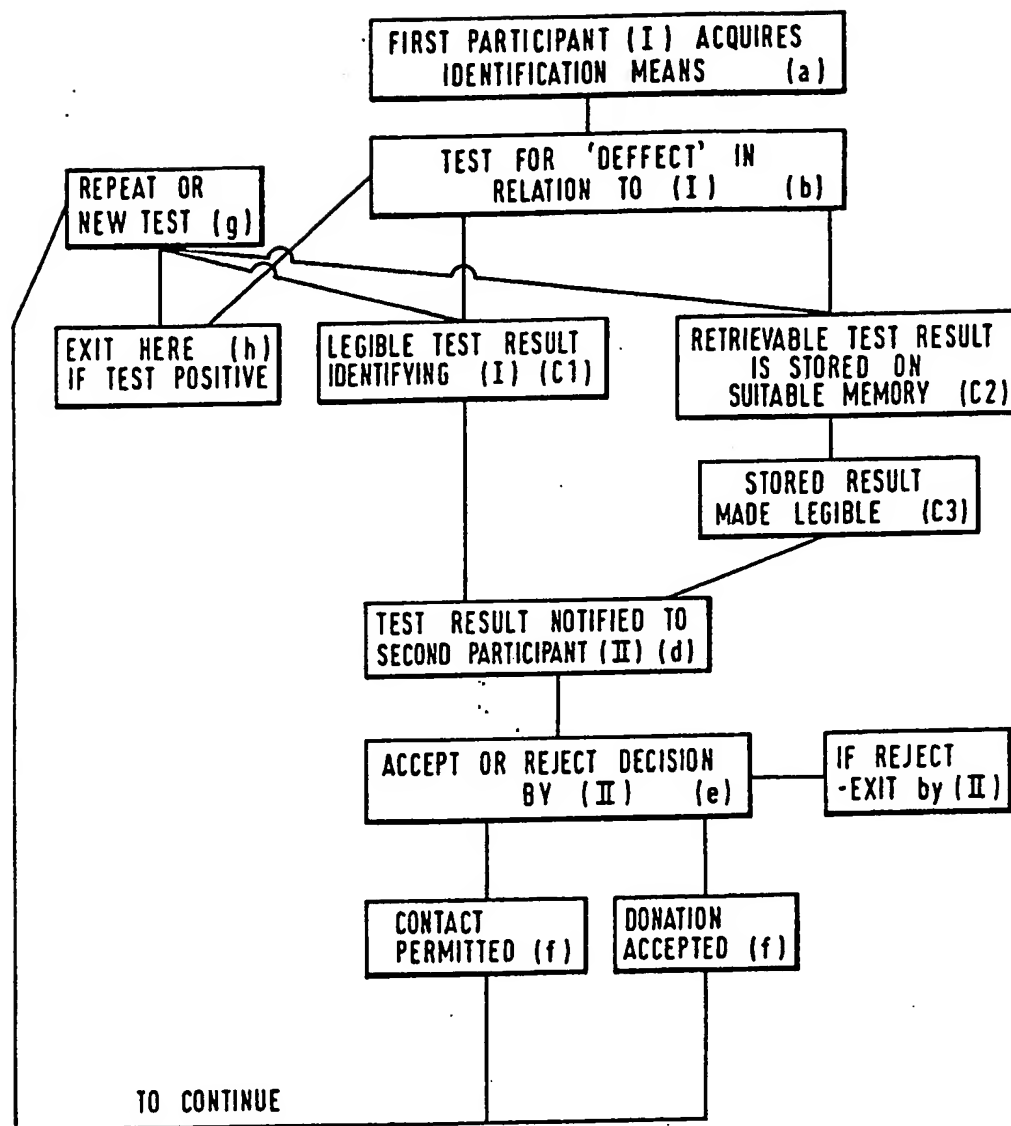 FIRST PARTICIPANT (I) ACQUIRES
IDENTIFICATION MEANS (a)
TEST FOR 'DEFFECT' IN
RELATION TO (I) (b)
REPEAT OR
NEW TEST (g)
EXIT HERE (h)
IF TEST POSITIVE
LEGIBLE TEST RESULT
IDENTIFYING (I) (C1)
RETRIEVABLE TEST RESULT
IS STORED ON
SUITABLE MEMORY (C2)
STORED RESULT
MADE LEGIBLE (C3)
TEST RESULT NOTIFIED TO
SECOND PARTICIPANT (II) (d)
ACCEPT OR REJECT DECISION
BY (II) (e)
IF REJECT
-EXIT by (II)
CONTACT
PERMITTED (f)
DONATION
ACCEPTED (f)
TO CONTINUE